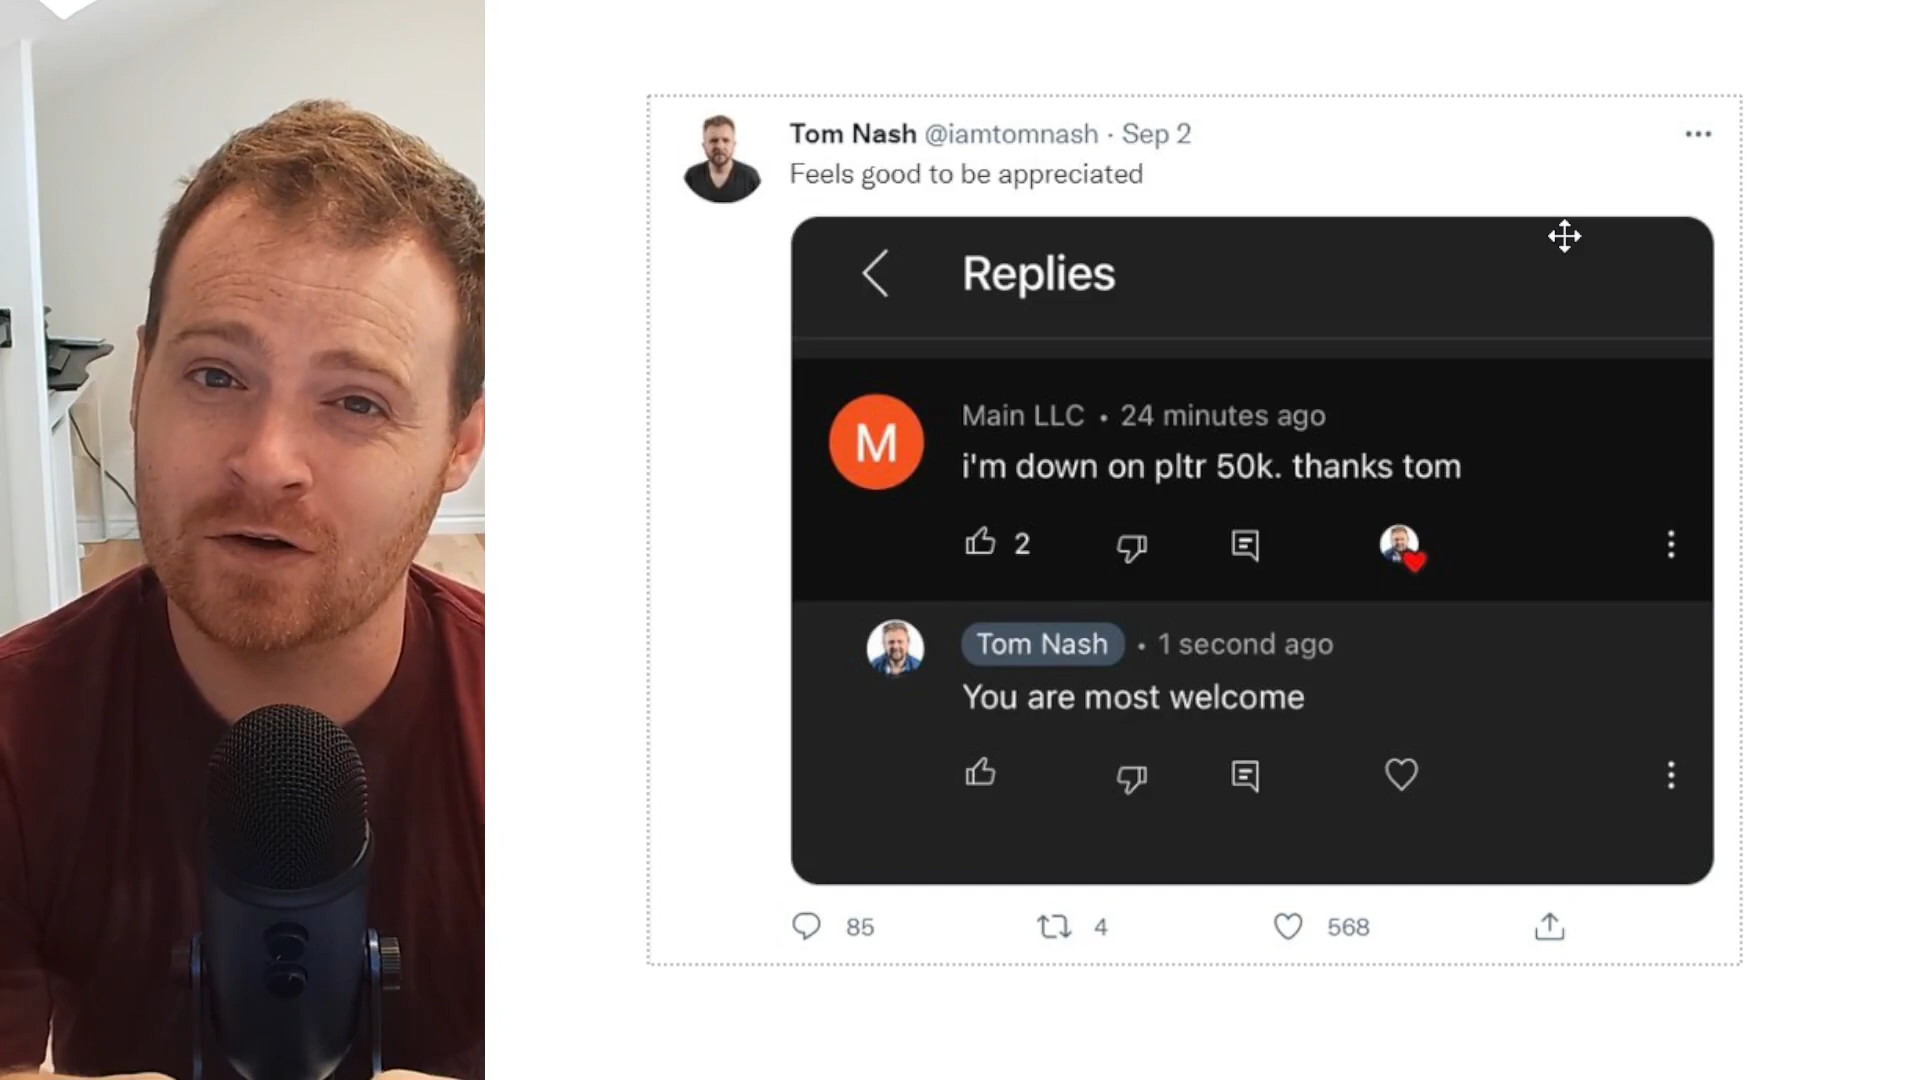 Tom Nash @iamtomnash · Sep 2
Feels good to be appreciated
Replies
M
Main LLC • 24 minutes ago
i'm down on pltr 50k. thanks tom
2
Tom Nash • 1 second ago
You are most welcome
85 4 568